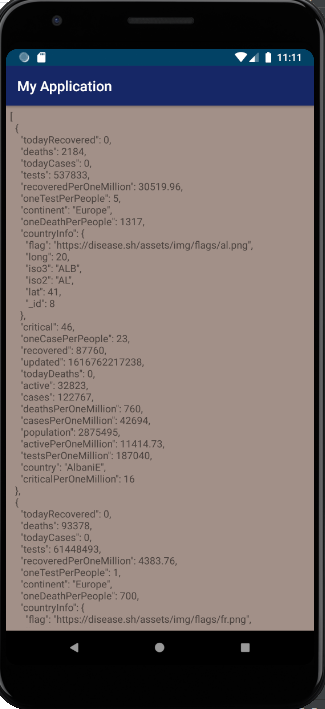 11:11
My Application
[
{
"todayRecovered": 0,
"deaths": 2184,
"todayCases": 0,
"tests": 537833,
"recoveredPerOneMillion": 30519.96,
"oneTestPerPeople": 5,
"continent": "Europe",
"oneDeathPerPeople": 1317,
"countryInfo": {
"flag": "https://disease.sh/assets/img/flags/al.png",
"long": 20,
"iso3": "ALB",
"iso2": "AL",
"lat": 41,
"_id": 8
},
"critical": 46,
"oneCasePerPeople": 23,
"recovered": 87760,
"updated": 1616762217238,
"todayDeaths": 0,
"active": 32823,
"cases": 122767,
"deathsPerOneMillion": 760,
"casesPerOneMillion": 42694,
"population": 2875495,
"activePerOneMillion": 11414.73,
"testsPerOneMillion": 187040,
"country": "AlbaniE",
"criticalPerOneMillion": 16
},
{
"todayRecovered": 0,
"deaths": 93378,
"todayCases": 0,
"tests": 61448493,
"recoveredPerOneMillion": 4383.76,
"oneTestPerPeople": 1,
"continent": "Europe",
"oneDeathPerPeople": 700,
"countryInfo": {
"flag": "https://disease.sh/assets/img/flags/fr.png",